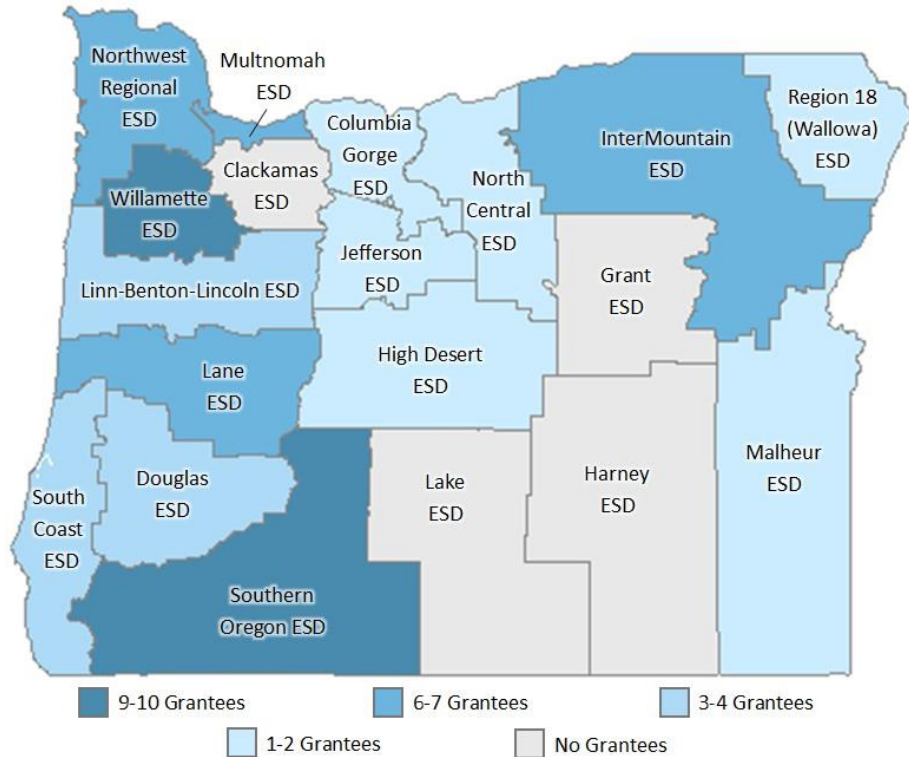 Northwest
Regional
ESD
Multnomah
ESD
Columbia
Gorge
ESD
Region 18
(Wallowa)
ESD
InterMountain
ESD
Clackamas
ESD
Willamette
ESD
North
Central
ESD
Jefferson
ESD
Linn-Benton-Lincoln ESD
Grant
ESD
High Desert
ESD
Lane
ESD
Malheur
ESD
Douglas
ESD
Lake
ESD
Harney
ESD
South
Coast
ESD
Southern
Oregon ESD
9-10 Grantees
6-7 Grantees
3-4 Grantees
1-2 Grantees
No Grantees